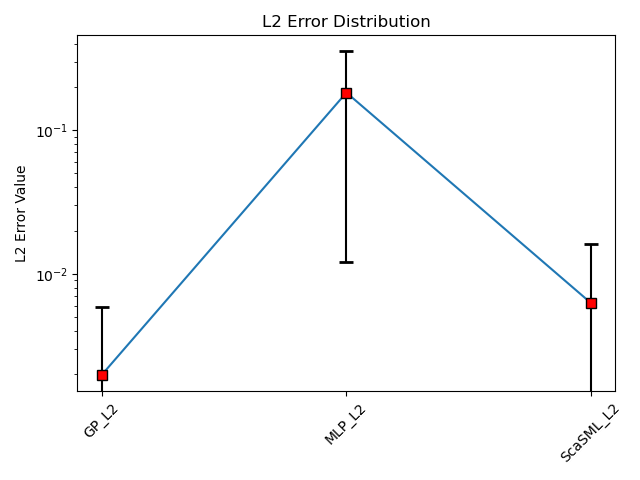 L2 Error Distribution
L2 Error Value
10⁻¹
10⁻²
GP_L2
MLP_L2
ScaSML_L2